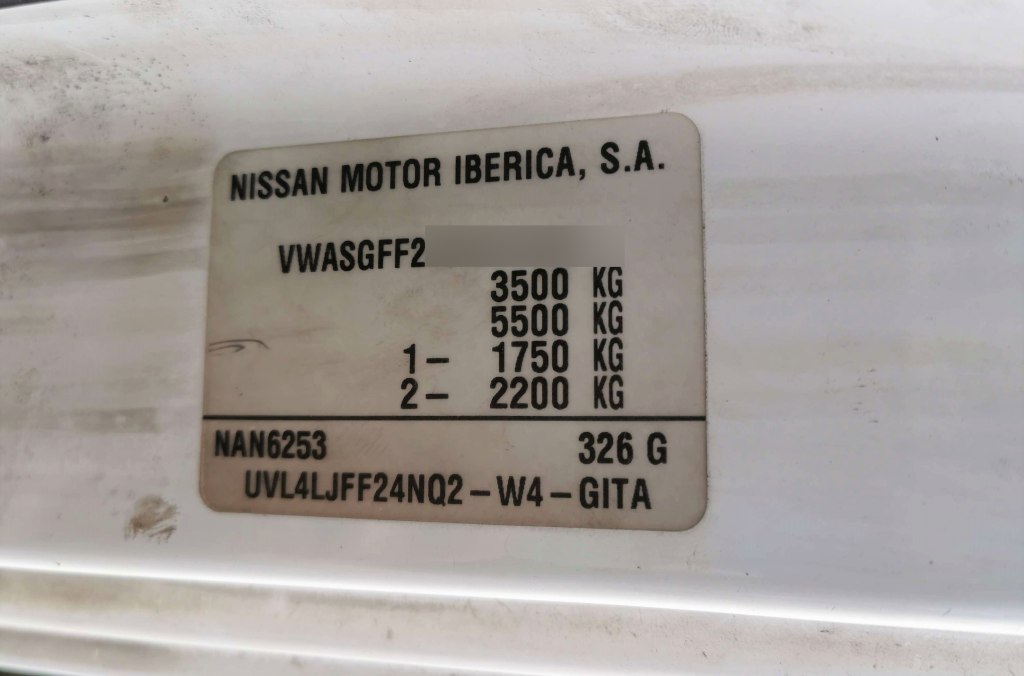 NISSAN MOTOR IBERICA, S.A.
VWASGFF2
3500 KG
5500 KG
1– 1750 KG
2– 2200 KG
NAN6253 326 G
UVL4LJFF24NQ2–W4–GITA